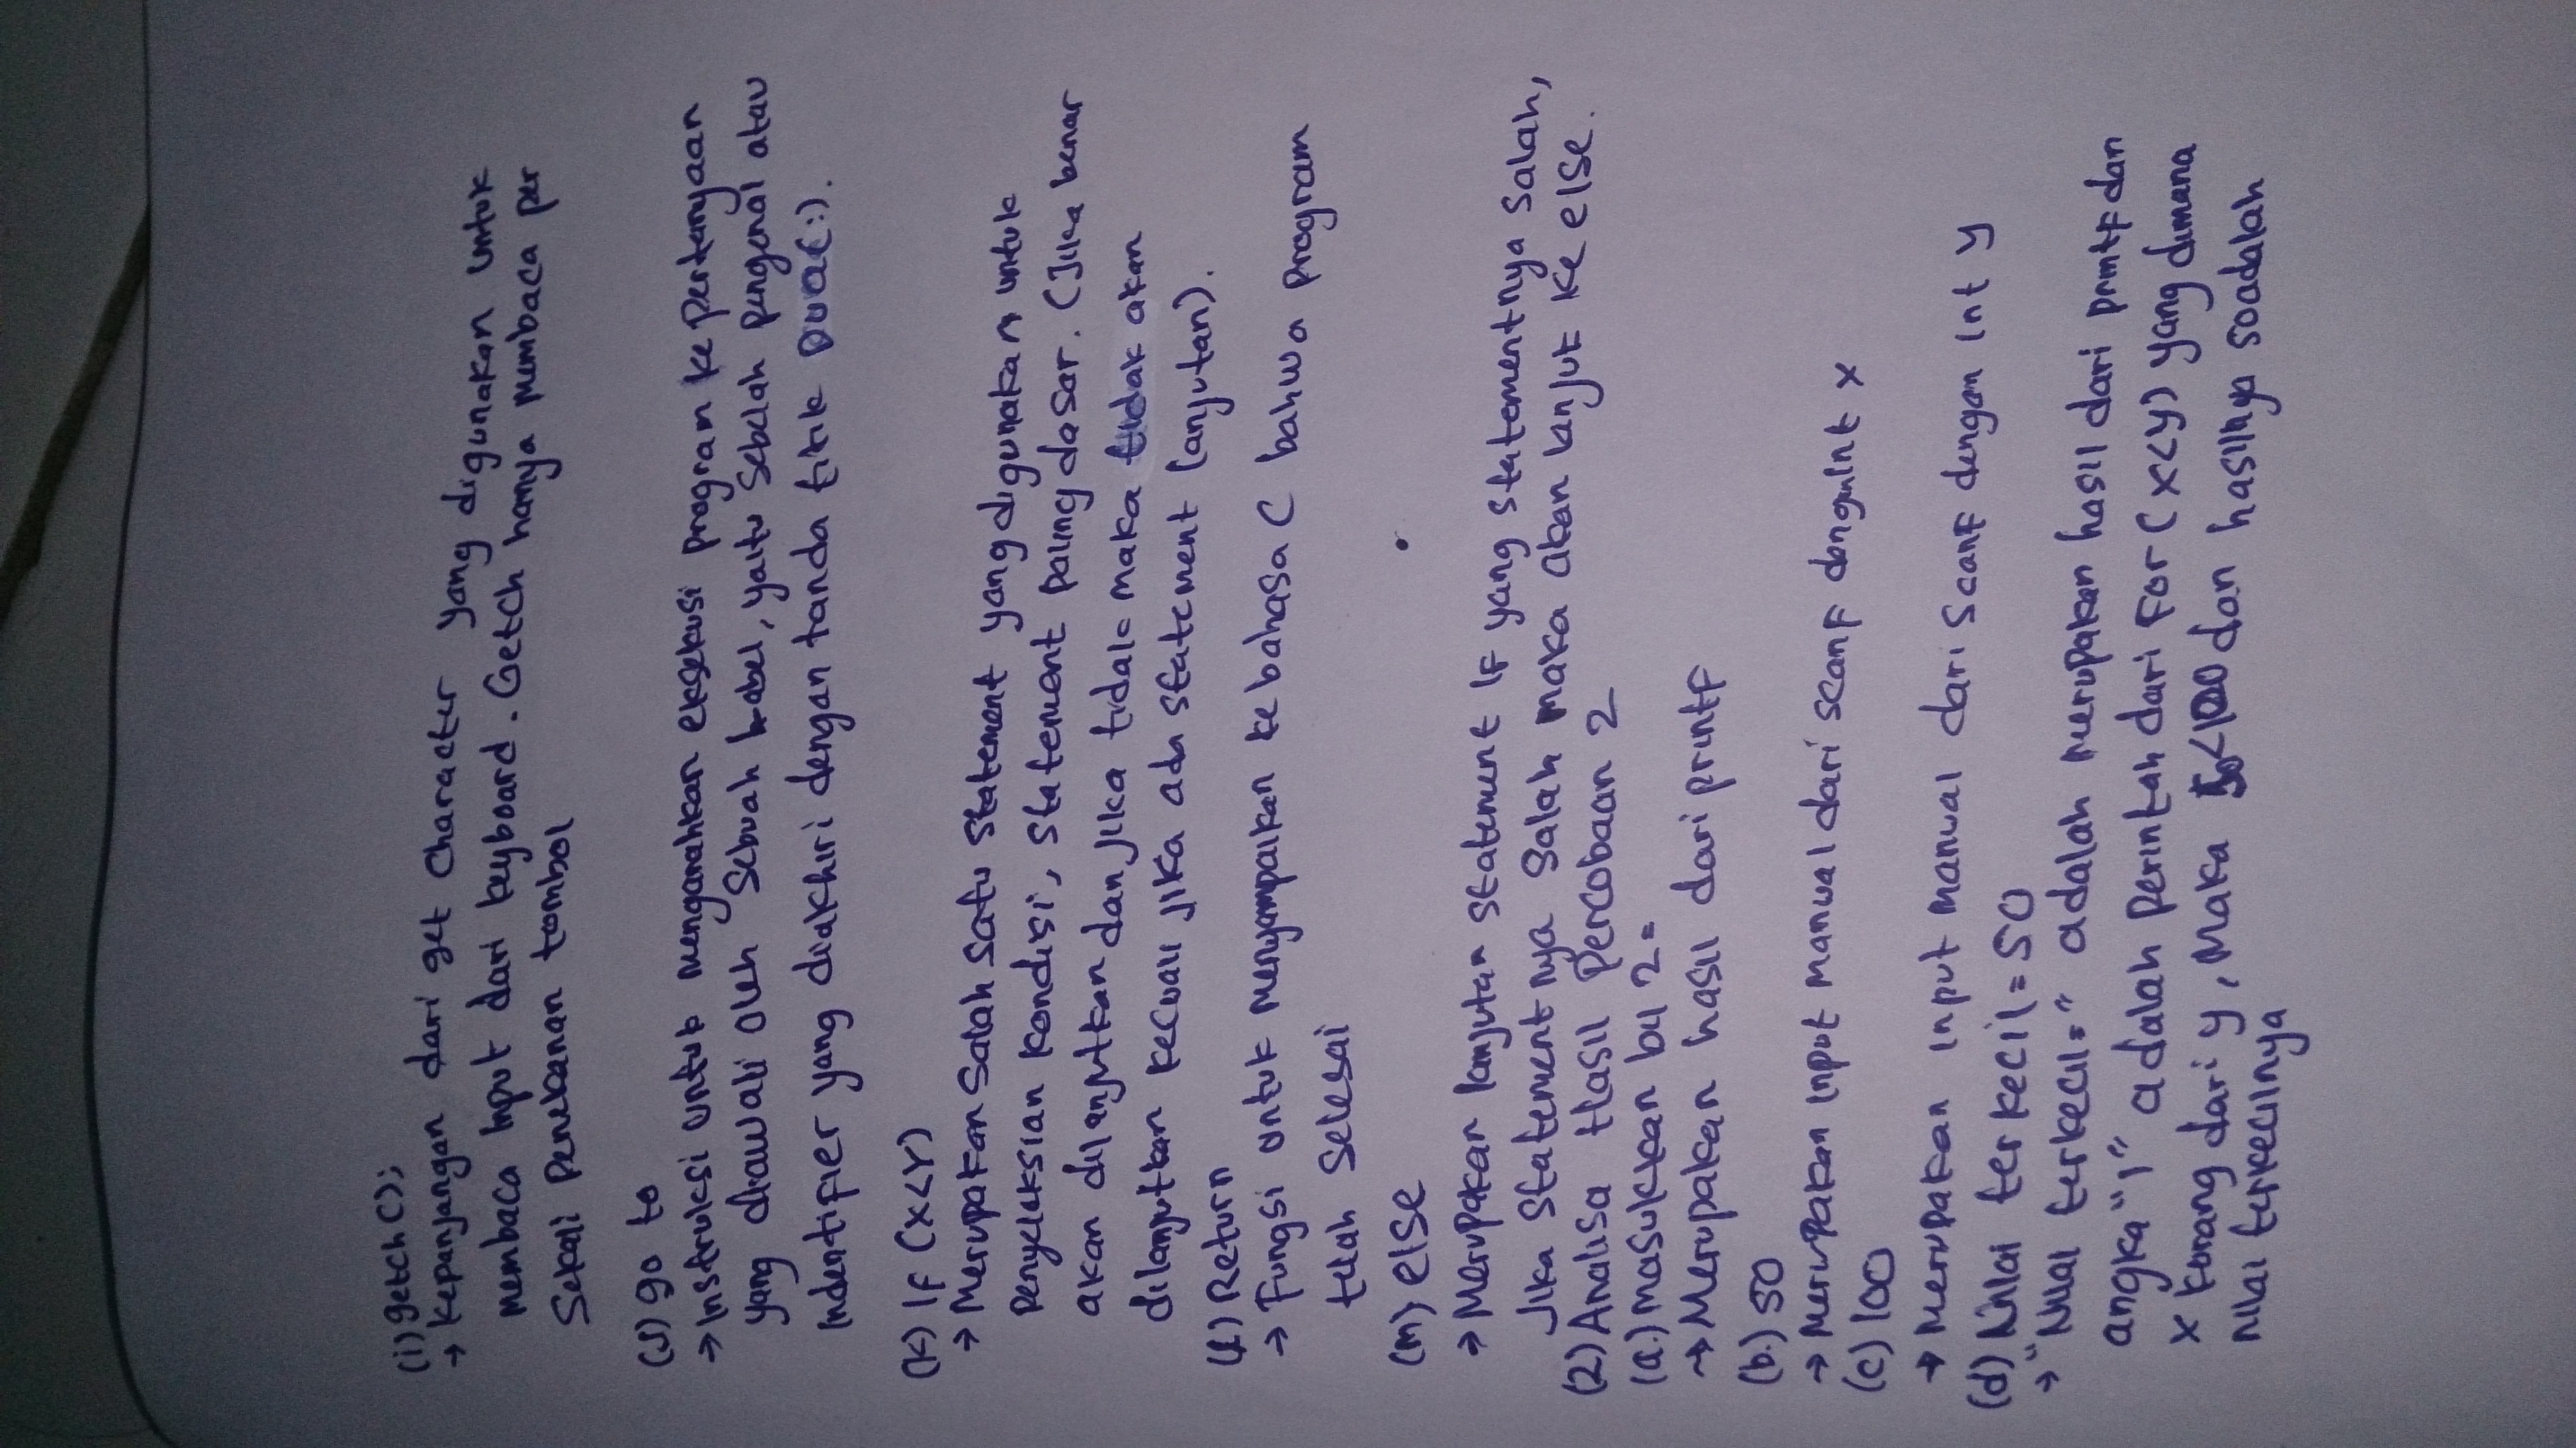 (i) getch ();
→ kepanjangan dari get character yang digunakan untuk
membaca input dari keyboard. Getch hanya membaca per
sekali penekanan tombol
(J) go to
→ Instruksi untuk mengarahkan eksekusi program ke pertanyaan
yang diawali oleh sebuah label, yaitu sebelah pengenal atau
Indentifier yang diakhiri dengan tanda titik Dua(:).
(k) If (x<y)
→ Merupakan salah satu statement yang digunakan untuk
penyeleksian kondisi, statement paling dasar. (Jika benar
akan dilanjutkan dan jika tidak maka tidak akan
dilanjutkan kecuali jika ada statement lanjutan).
(l) Return
→ Fungsi untuk menyampaikan ke bahasa C bahwa program
telah selesai
(m) else
→ Merupakan lanjutan statement if yang statementnya salah,
Jika statementnya salah maka akan lanjut ke else.
(2) Analisa Hasil Percobaan 2
(a.) masukkan bil 2 =
→ Merupakan hasil dari printf
(b.) 50
→ Merupakan input manual dari scanf dengan int x
(c) 100
→ Merupakan input manual dari scanf dengan int y
(d) Nilai terkecil = 50
→ "Nilai terkecil =" adalah merupakan hasil dari printf dan
angka "1" adalah perintah dari for (x<y) yang dimana
x kurang dari y, Maka 50<100 dan hasilnya 50adalah
nilai terkecilnya